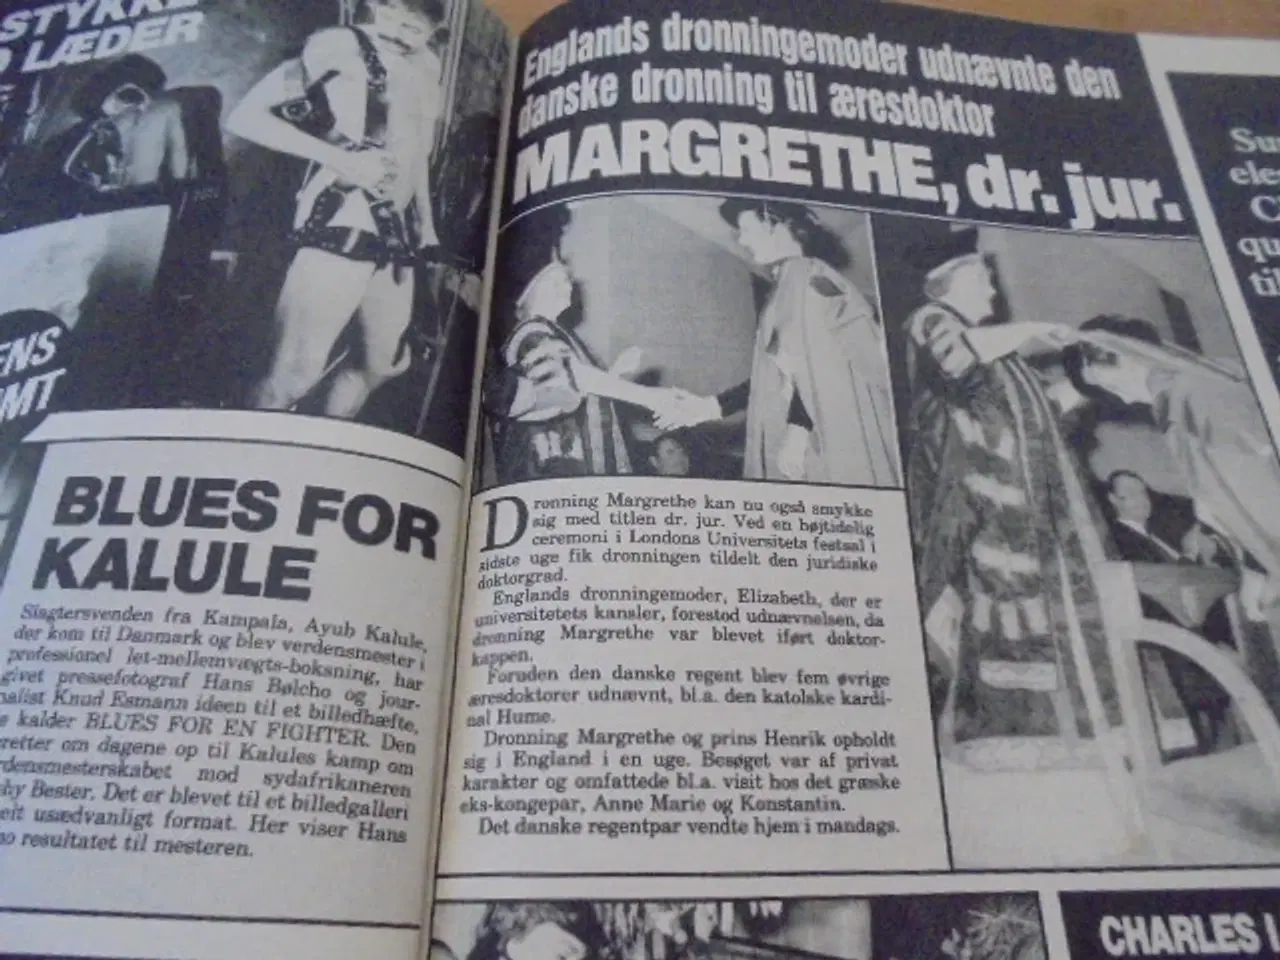 STYKKE
LÆDER
ENS
MT
BLUES FOR
KALULE
Slagtersvenden fra Kampala, Ayub Kalule,
der kom til Danmark og blev verdensmester i
professionel let-mellemvægts-boksning, har
givet pressefotograf Hans Bølcho og jour-
nalist Knud Esmann ideen til et billedhæfte,
e kalder BLUES FOR EN FIGHTER. Den
retter om dagene op til Kalules kamp om
rdensmesterskabet mod sydafrikaneren
hy Bester. Det er blevet til et billedgalleri
eit usædvanligt format. Her viser Hans
o resultatet til mesteren.
Englands dronningemoder udnævnte den
danske dronning til æresdoktor
MARGRETHE, dr. jur.
Dronning Margrethe kan nu også smykke
sig med titlen dr. jur. Ved en højtidelig
ceremoni i Londons Universitets festsal i
sidste uge fik dronningen tildelt den juridiske
doktorgrad.
Englands dronningemoder, Elizabeth, der er
universitetets kansler, forestod udnævnelsen, da
dronning Margrethe var blevet iført doktor-
kappen.
Foruden den danske regent blev fem øvrige
æresdoktorer udnævnt, bl.a. den katolske kardi-
nal Hume.
Dronning Margrethe og prins Henrik opholdt
sig i England i en uge. Besøget var af privat
karakter og omfattede bl.a. visit hos det græske
eks-kongepar, Anne Marie og Konstantin.
Det danske regentpar vendte hjem i mandags.
Su
ele
C
qu
til
CHARLES I